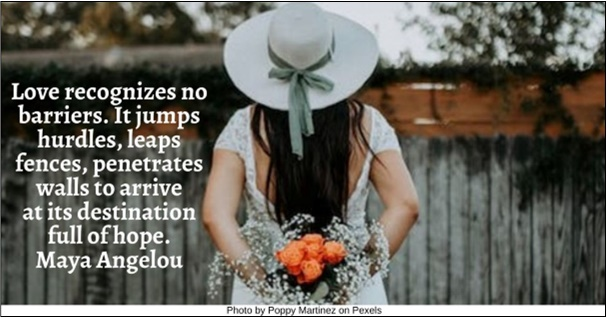 Love recognizes no
barriers. It jumps
hurdles, leaps
fences, penetrates
walls to arrive
at its destination
full of hope.
Maya Angelou
Photo by Poppy Martinez on Pexels